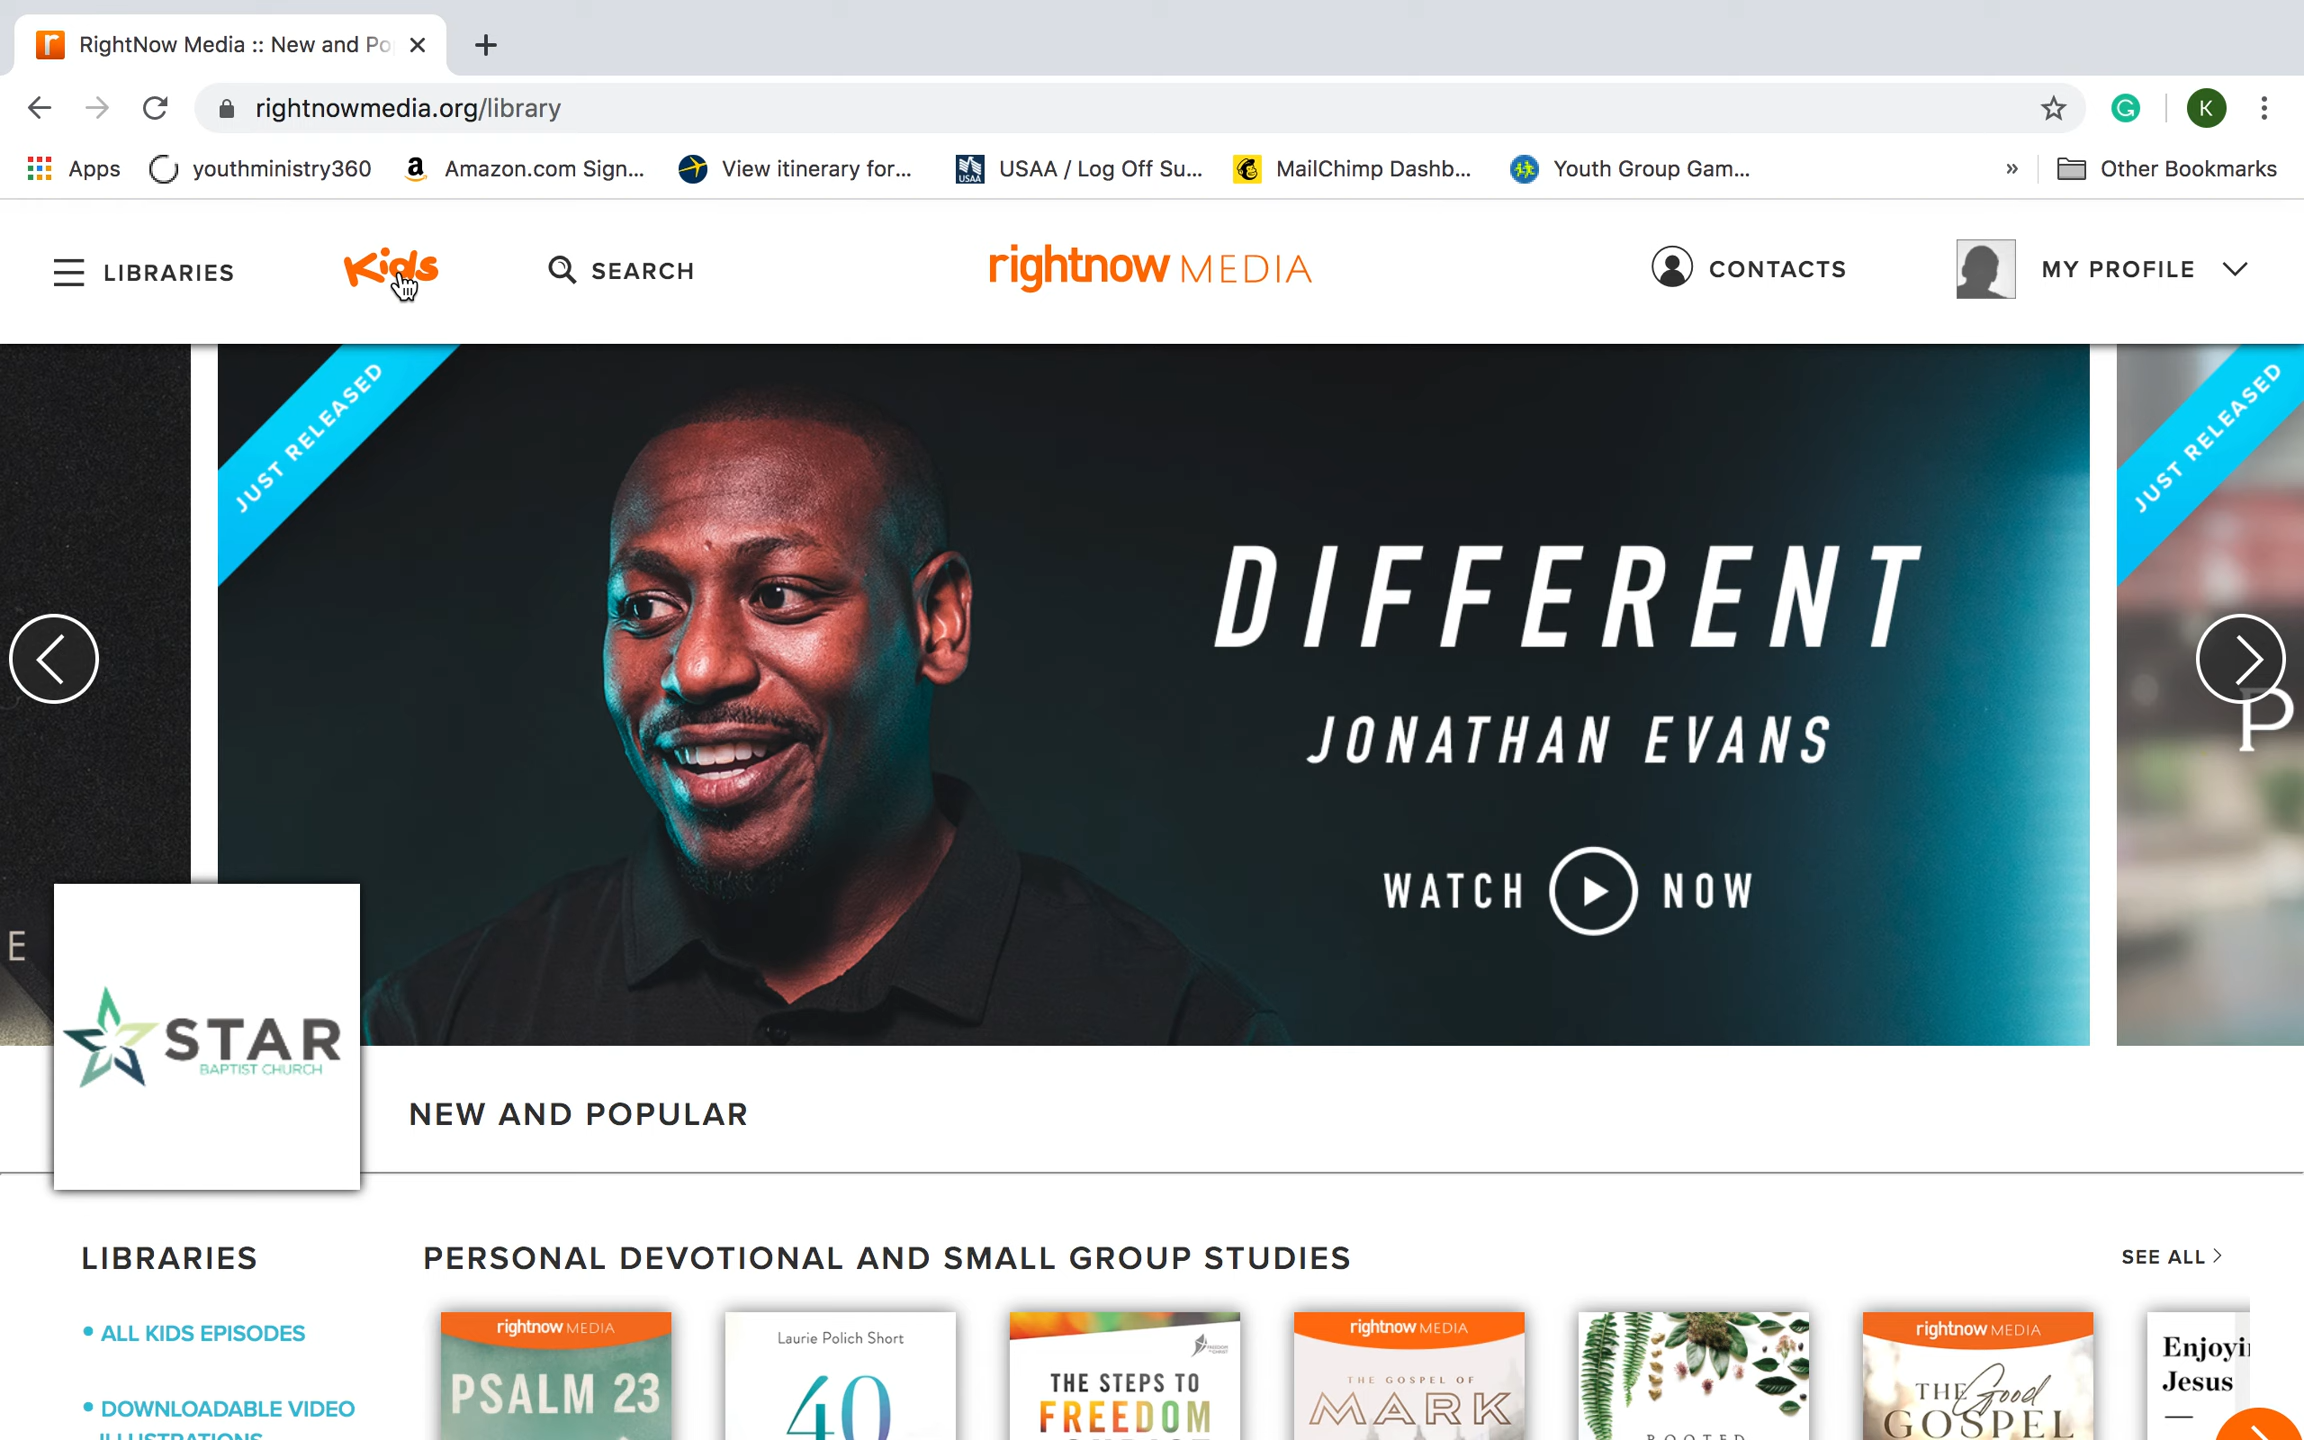 RightNow Media :: New and Po
rightnowmedia.org/library
K
Apps
youthministry360
Amazon.com Sign...
View itinerary for...
USAA / Log Off Su...
MailChimp Dashb...
Youth Group Gam...
»
Other Bookmarks
LIBRARIES
Kids
SEARCH
rightnow MEDIA
CONTACTS
MY PROFILE
JUST RELEASED
DIFFERENT
JONATHAN EVANS
WATCH NOW
JUST RELEASED
P
E
STAR
BAPTIST CHURCH
NEW AND POPULAR
LIBRARIES
• ALL KIDS EPISODES
• DOWNLOADABLE VIDEO
ILLUSTRATIONS
PERSONAL DEVOTIONAL AND SMALL GROUP STUDIES
SEE ALL
rightnow MEDIA
PSALM 23
Laurie Polich Short
40
THE STEPS TO
FREEDOM
rightnow MEDIA
THE GOSPEL OF
MARK
ROOTED
rightnow MEDIA
THE Good
GOSPEL
Enjoyi
Jesus